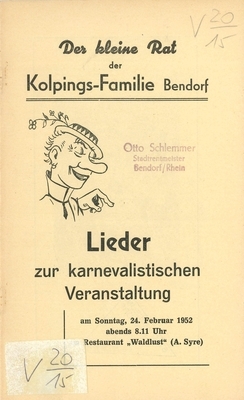 V 20/15
Der kleine Rat
der
Kolpings-Familie Bendorf
Otto Schlemmer
Stadtrentmeister
Bendorf/Rhein
Lieder
zur karnevalistischen
Veranstaltung
am Sonntag, 24. Februar 1952
abends 8.11 Uhr
Restaurant „Waldlust" (A. Syre)
V 20/15